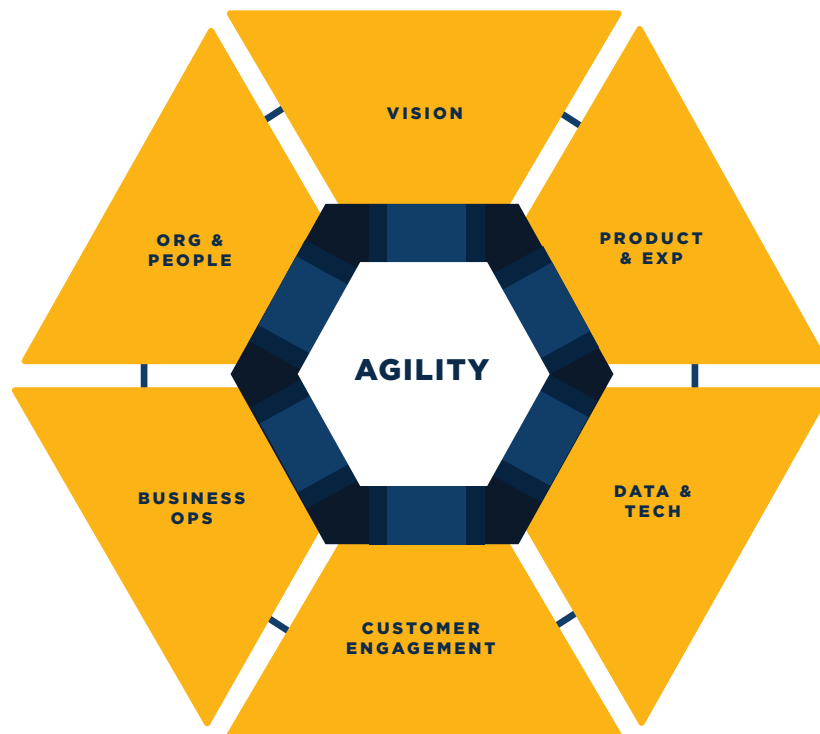 VISION
PRODUCT
& EXP
DATA &
TECH
CUSTOMER
ENGAGEMENT
BUSINESS
OPS
ORG &
PEOPLE
AGILITY